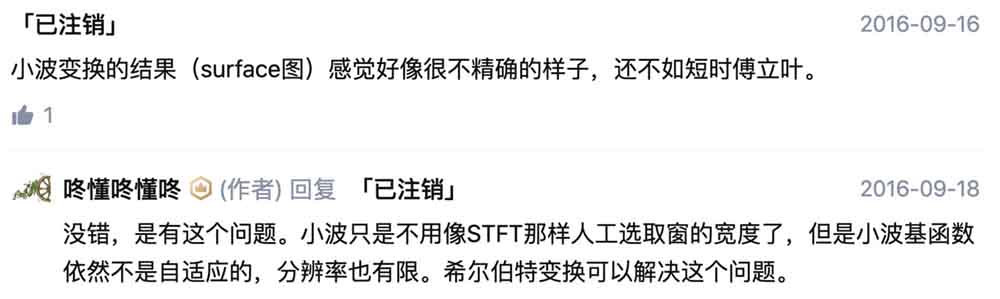 「已注销」
2016-09-16
小波变换的结果（surface图）感觉好像很不精确的样子，还不如短时傅立叶。
1
咚懂咚懂咚 (作者) 回复 「已注销」
2016-09-18
没错，是有这个问题。小波只是不用像STFT那样人工选取窗的宽度了，但是小波基函数
依然不是自适应的，分辨率也有限。希尔伯特变换可以解决这个问题。